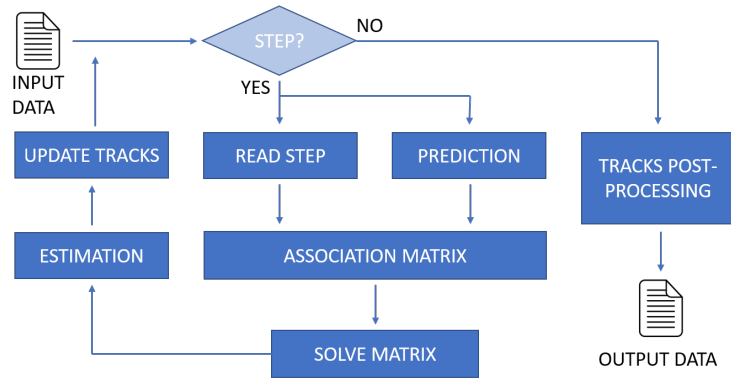 STEP?
NO
INPUT
DATA
YES
UPDATE TRACKS
READ STEP
PREDICTION
TRACKS POST-
PROCESSING
ESTIMATION
ASSOCIATION MATRIX
SOLVE MATRIX
OUTPUT DATA